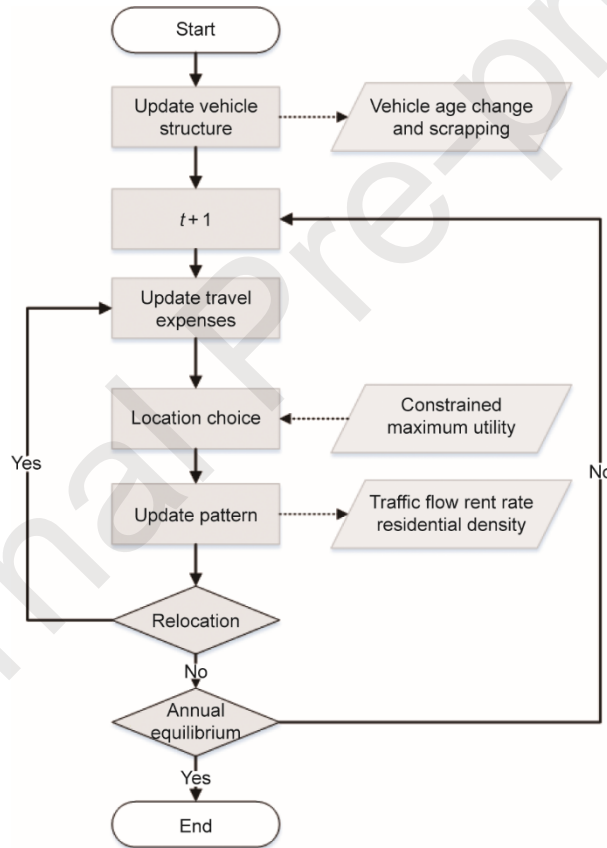 Start
Update vehicle
structure
Vehicle age change
and scrapping
t + 1
Update travel
expenses
Location choice
Constrained
maximum utility
Yes
No
Update pattern
Traffic flow rent rate
residential density
Relocation
No
Annual
equilibrium
Yes
End